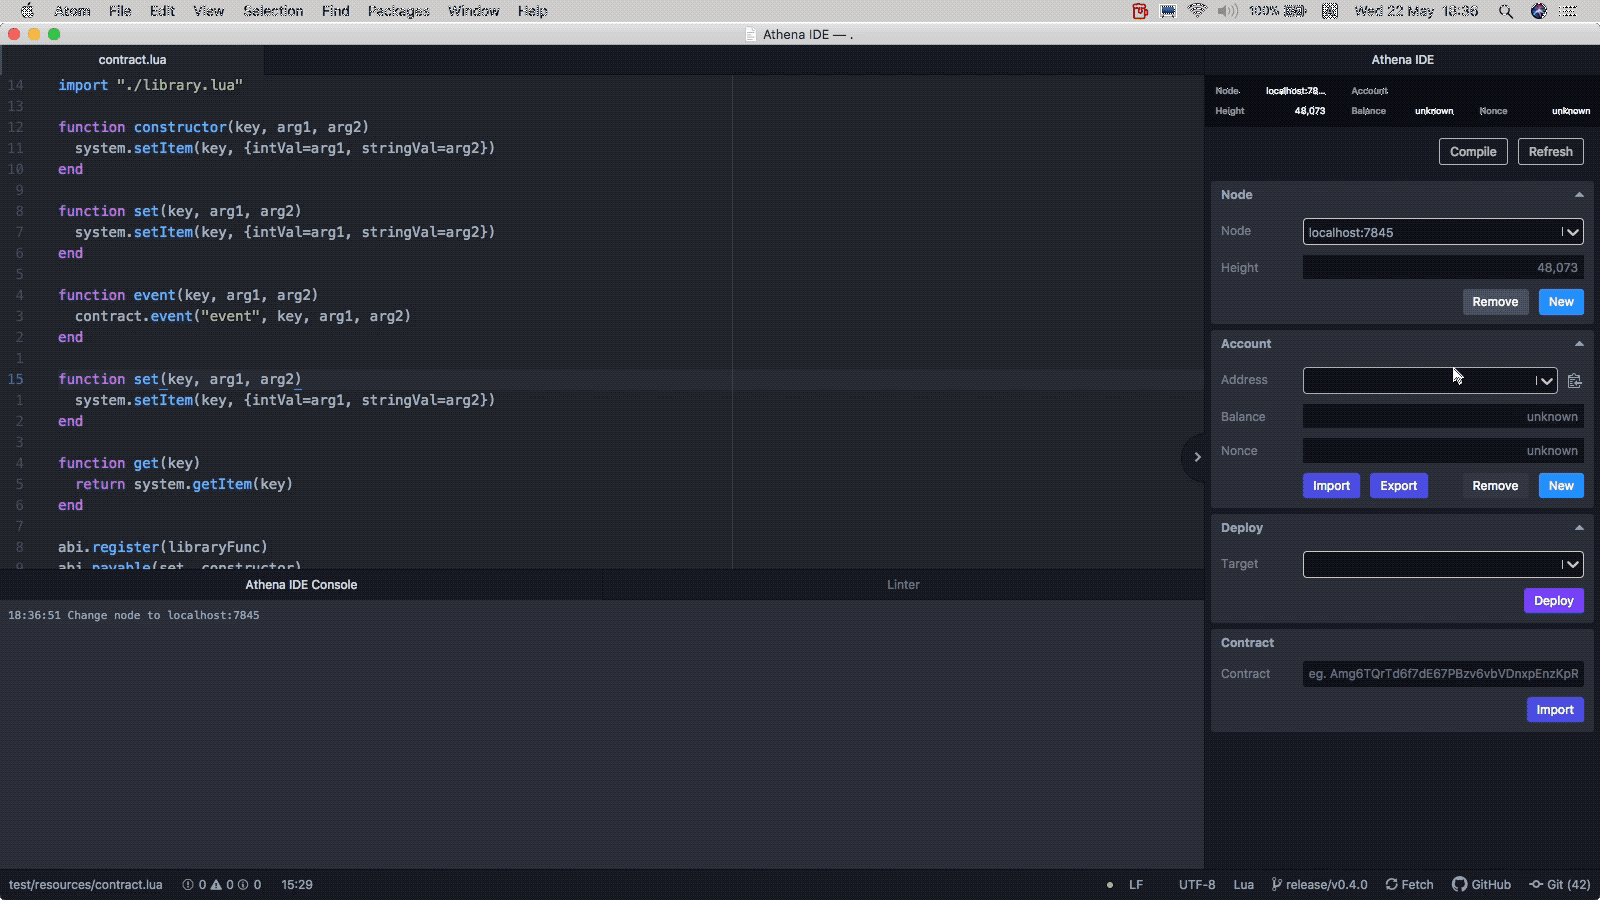 Atom File Edit View Selection Find Packages Window Help 100% Wed 22 May 18:36
Athena IDE — .
contract.lua
14 import "./library.lua"
13
12 function constructor(key, arg1, arg2)
11 system.setItem(key, {intVal=arg1, stringVal=arg2})
10 end
9
8 function set(key, arg1, arg2)
7 system.setItem(key, {intVal=arg1, stringVal=arg2})
6 end
5
4 function event(key, arg1, arg2)
3 contract.event("event", key, arg1, arg2)
2 end
1
15 function set(key, arg1, arg2)
1 system.setItem(key, {intVal=arg1, stringVal=arg2})
2 end
3
4 function get(key)
5 return system.getItem(key)
6 end
7
8 abi.register(libraryFunc)
9 abi.payable(set, constructor)
Athena IDE Console Linter
18:36:51 Change node to localhost:7845
Athena IDE
Node localhost:78... Account
Height 48,073 Balance unknown Nonce unknown
Compile Refresh
Node
Node localhost:7845
Height 48,073
Remove New
Account
Address
Balance unknown
Nonce unknown
Import Export Remove New
Deploy
Target
Deploy
Contract
Contract eg. Amg6TQrTd6f7dE67PBzv6vbVDnxpEnzKpR
Import
test/resources/contract.lua 0 0 0 15:29 LF UTF-8 Lua release/v0.4.0 Fetch GitHub Git (42)